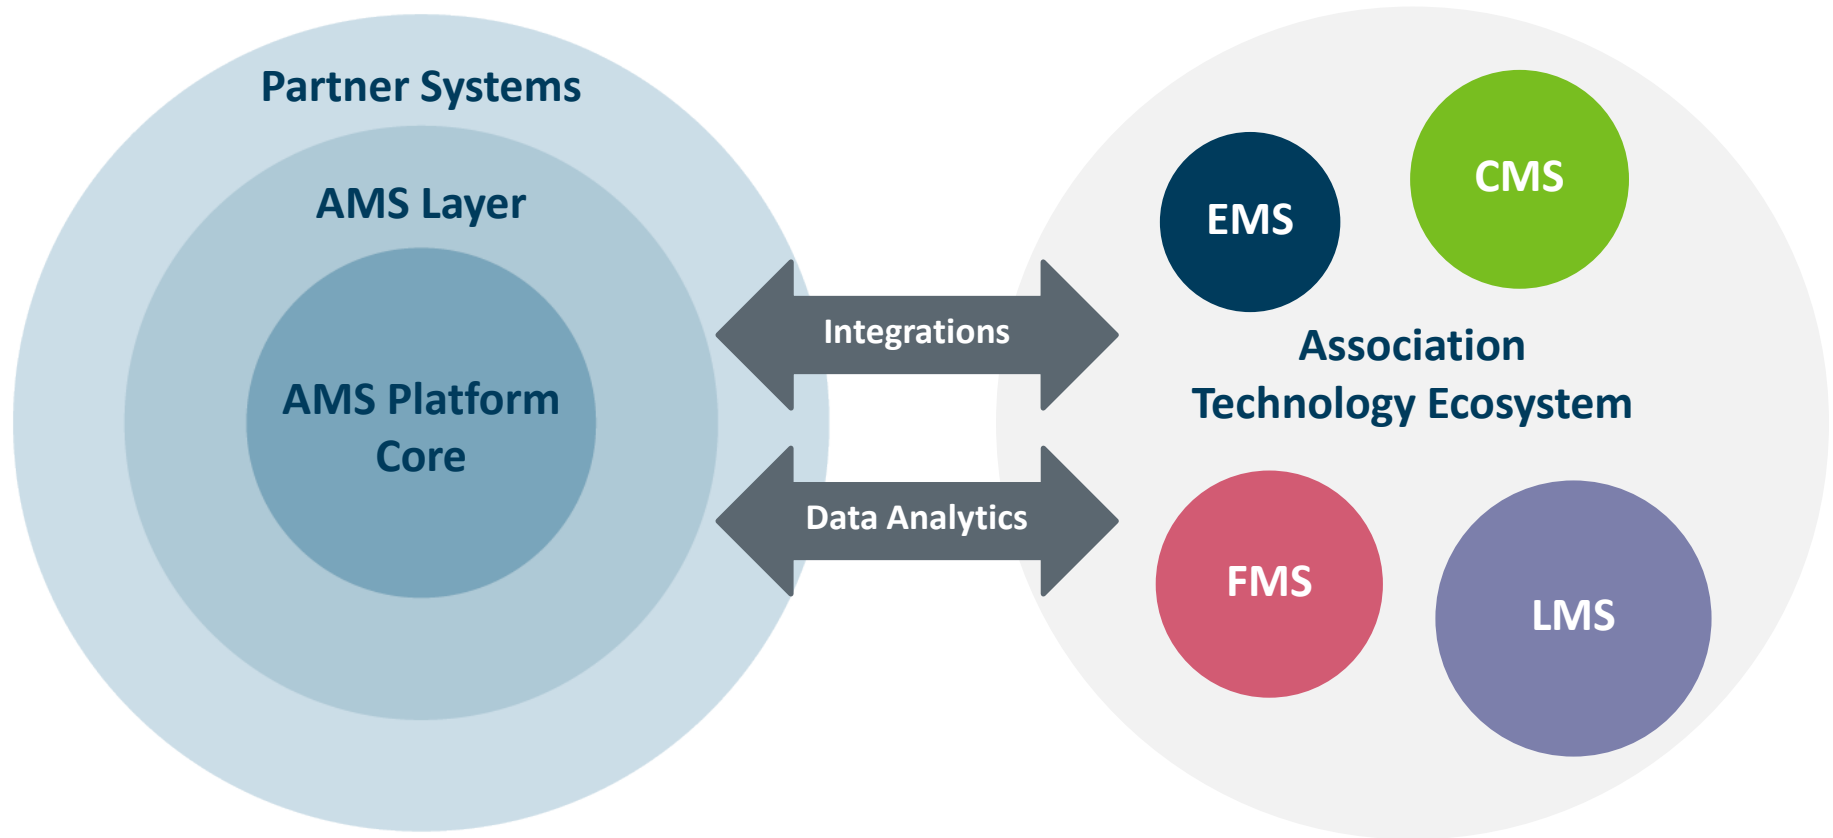 Partner Systems
AMS Layer
AMS Platform
Core
Integrations
Data Analytics
EMS
CMS
Association
Technology Ecosystem
FMS
LMS